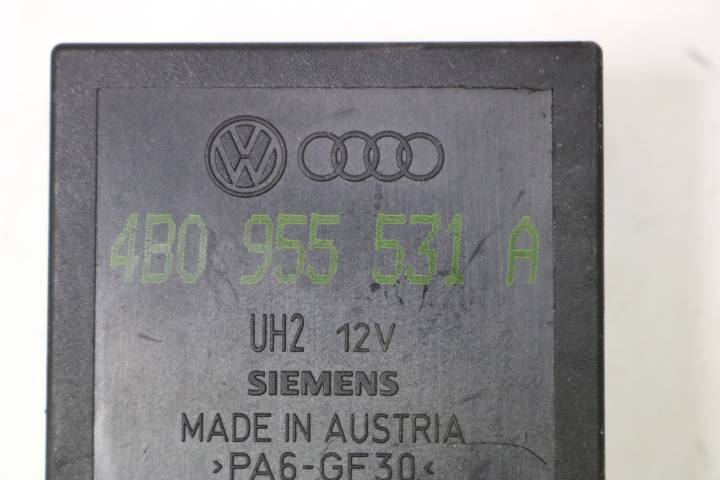 4B0 955 531 A
UH2 12V
SIEMENS
MADE IN AUSTRIA
>PA6-GF30<